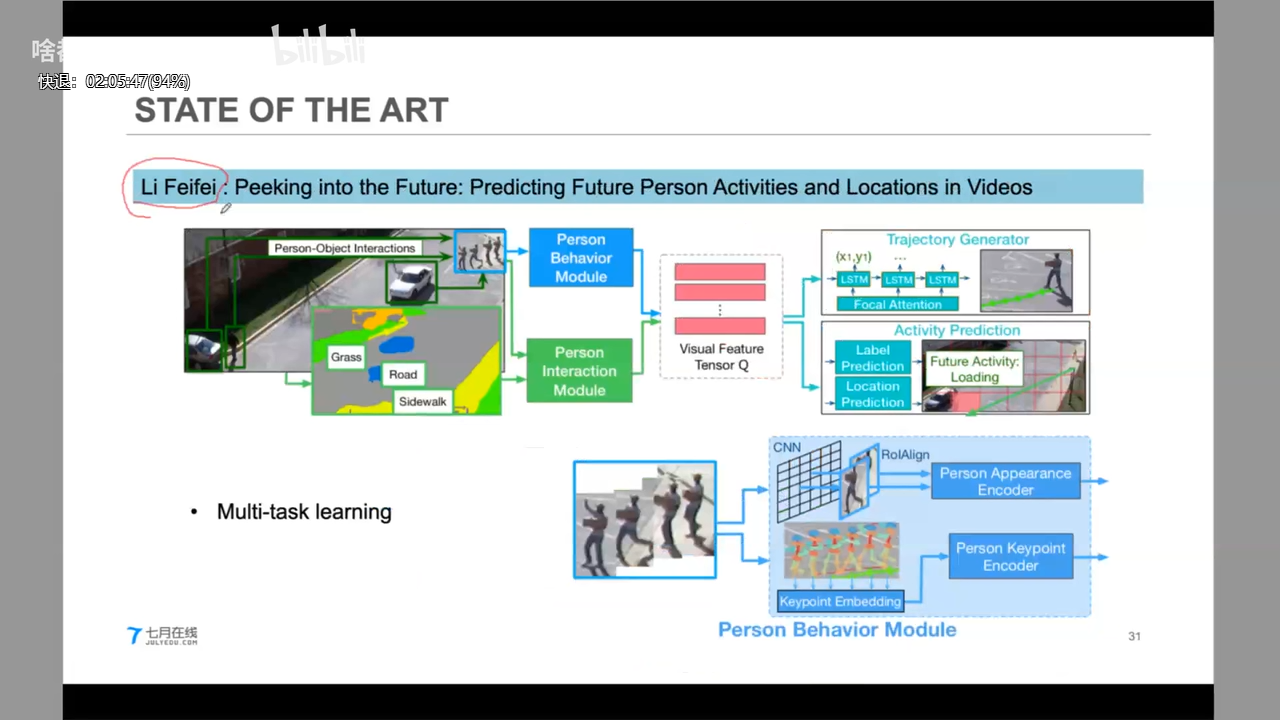 bilibili
快退: 02:05:47(94%)
STATE OF THE ART
Li Feifei : Peeking into the Future: Predicting Future Person Activities and Locations in Videos
Person-Object Interactions
Grass
Road
Sidewalk
Person
Behavior
Module
Person
Interaction
Module
Visual Feature
Tensor Q
Trajectory Generator
(x1,y1) ...
LSTM LSTM LSTM
Focal Attention
Activity Prediction
Label
Prediction
Location
Prediction
Future Activity:
Loading
• Multi-task learning
CNN
RoIAlign
Person Appearance
Encoder
Person Keypoint
Encoder
Keypoint Embedding
Person Behavior Module
七月在线
JULYEDU.COM
31